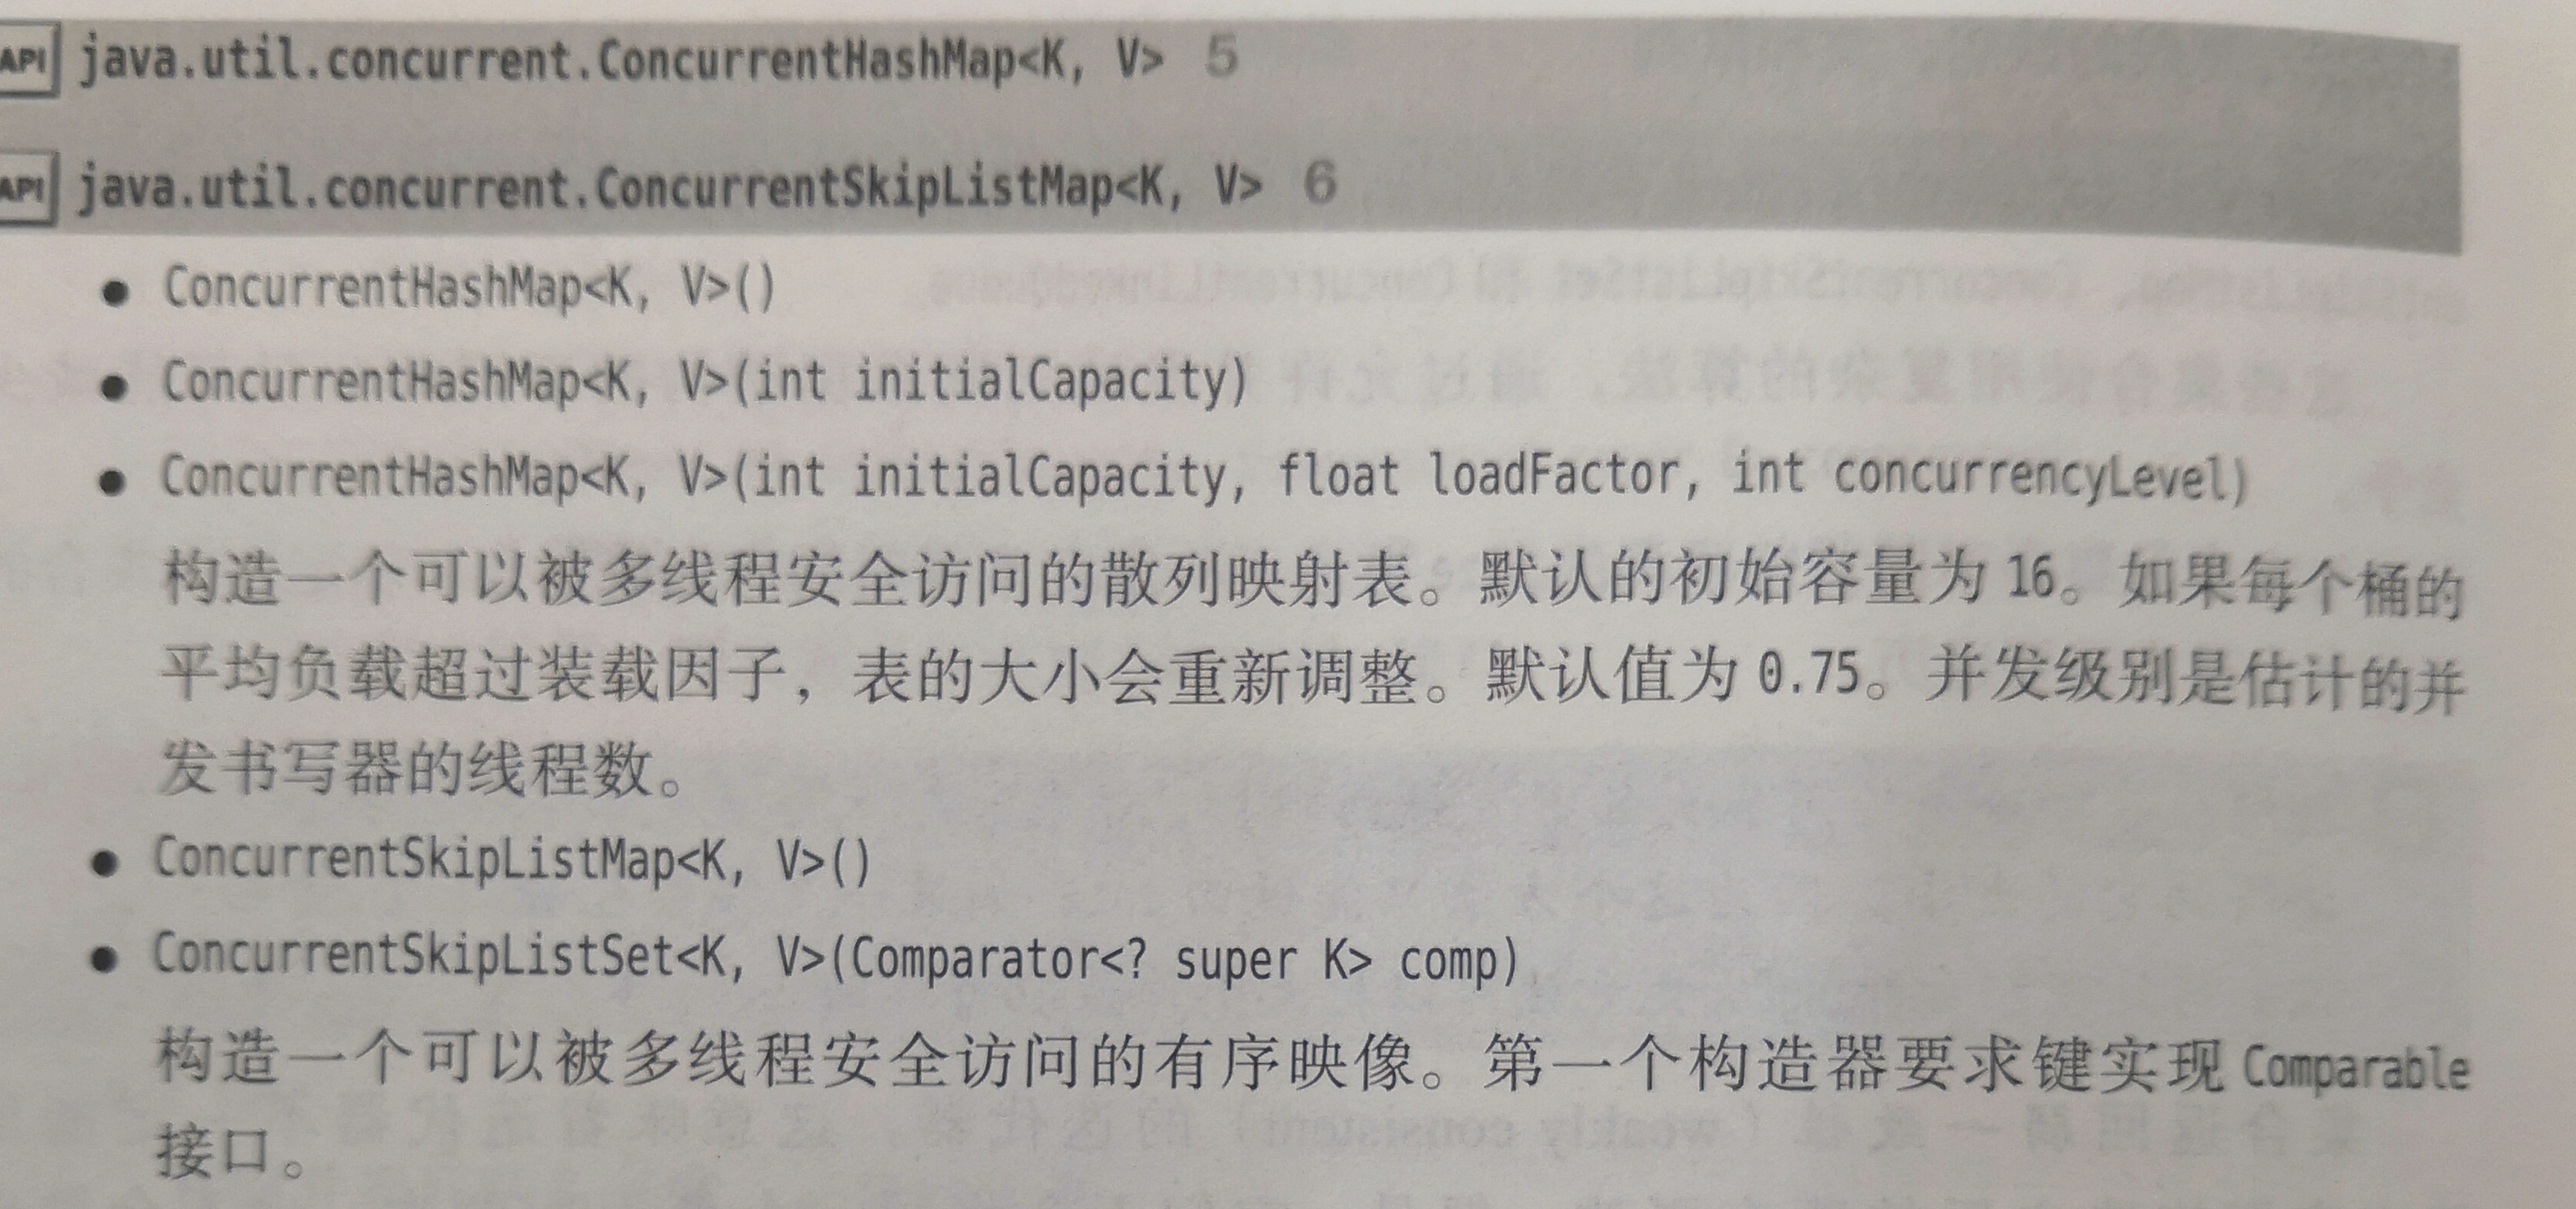 API java.util.concurrent.ConcurrentHashMap<K, V> 5
API java.util.concurrent.ConcurrentSkipListMap<K, V> 6
● ConcurrentHashMap<K, V>()
● ConcurrentHashMap<K, V>(int initialCapacity)
● ConcurrentHashMap<K, V>(int initialCapacity, float loadFactor, int concurrencyLevel)
构造一个可以被多线程安全访问的散列映射表。默认的初始容量为 16。如果每个桶的
平均负载超过装载因子，表的大小会重新调整。默认值为 0.75。并发级别是估计的并
发书写器的线程数。
● ConcurrentSkipListMap<K, V>()
● ConcurrentSkipListSet<K, V>(Comparator<? super K> comp)
构造一个可以被多线程安全访问的有序映像。第一个构造器要求键实现 Comparable
接口。